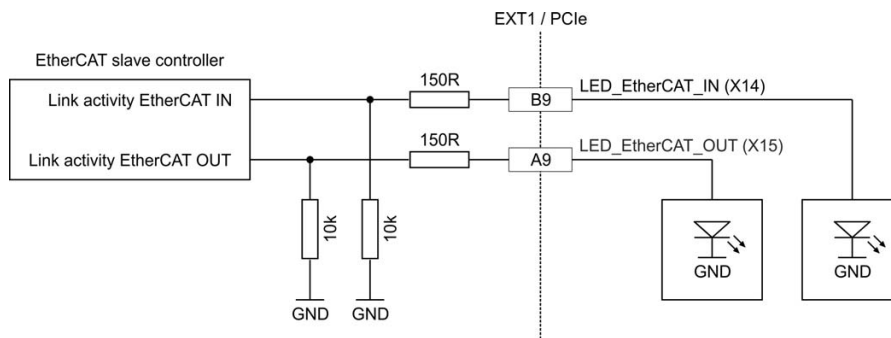 EXT1 / PCIe
EtherCAT slave controller
150R
Link activity EtherCAT IN
B9
LED_EtherCAT_IN (X14)
150R
Link activity EtherCAT OUT
A9
LED_EtherCAT_OUT (X15)
10k
10k
GND
GND
GND
GND